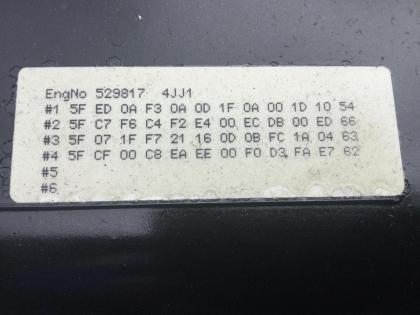 EngNo 529817 4JJ1
#1 5F ED 0A F3 0A 0D 1F 0A 00 1D 10 54
#2 5F C7 F6 C4 F2 E4 00 EC DB 00 ED 66
#3 5F 07 1F F7 21 16 0D 0B FC 1A 04 63
#4 5F CF 00 C8 EA EE 00 F0 D3 FA E7 62
#5
#6